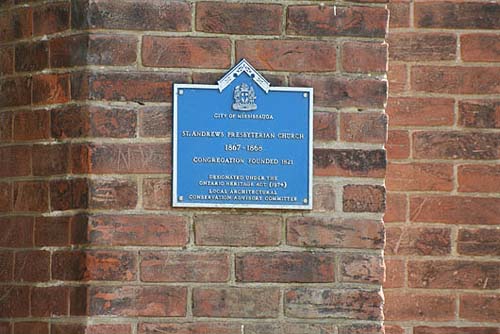 CITY OF MISSISSAUGA
ST. ANDREWS PRESBYTERIAN CHURCH
1867-1868
CONGREGATION FOUNDED 1821
DESIGNATED UNDER THE
ONTARIO HERITAGE ACT (1974)
LOCAL ARCHITECTURAL
CONSERVATION ADVISORY COMMITTEE